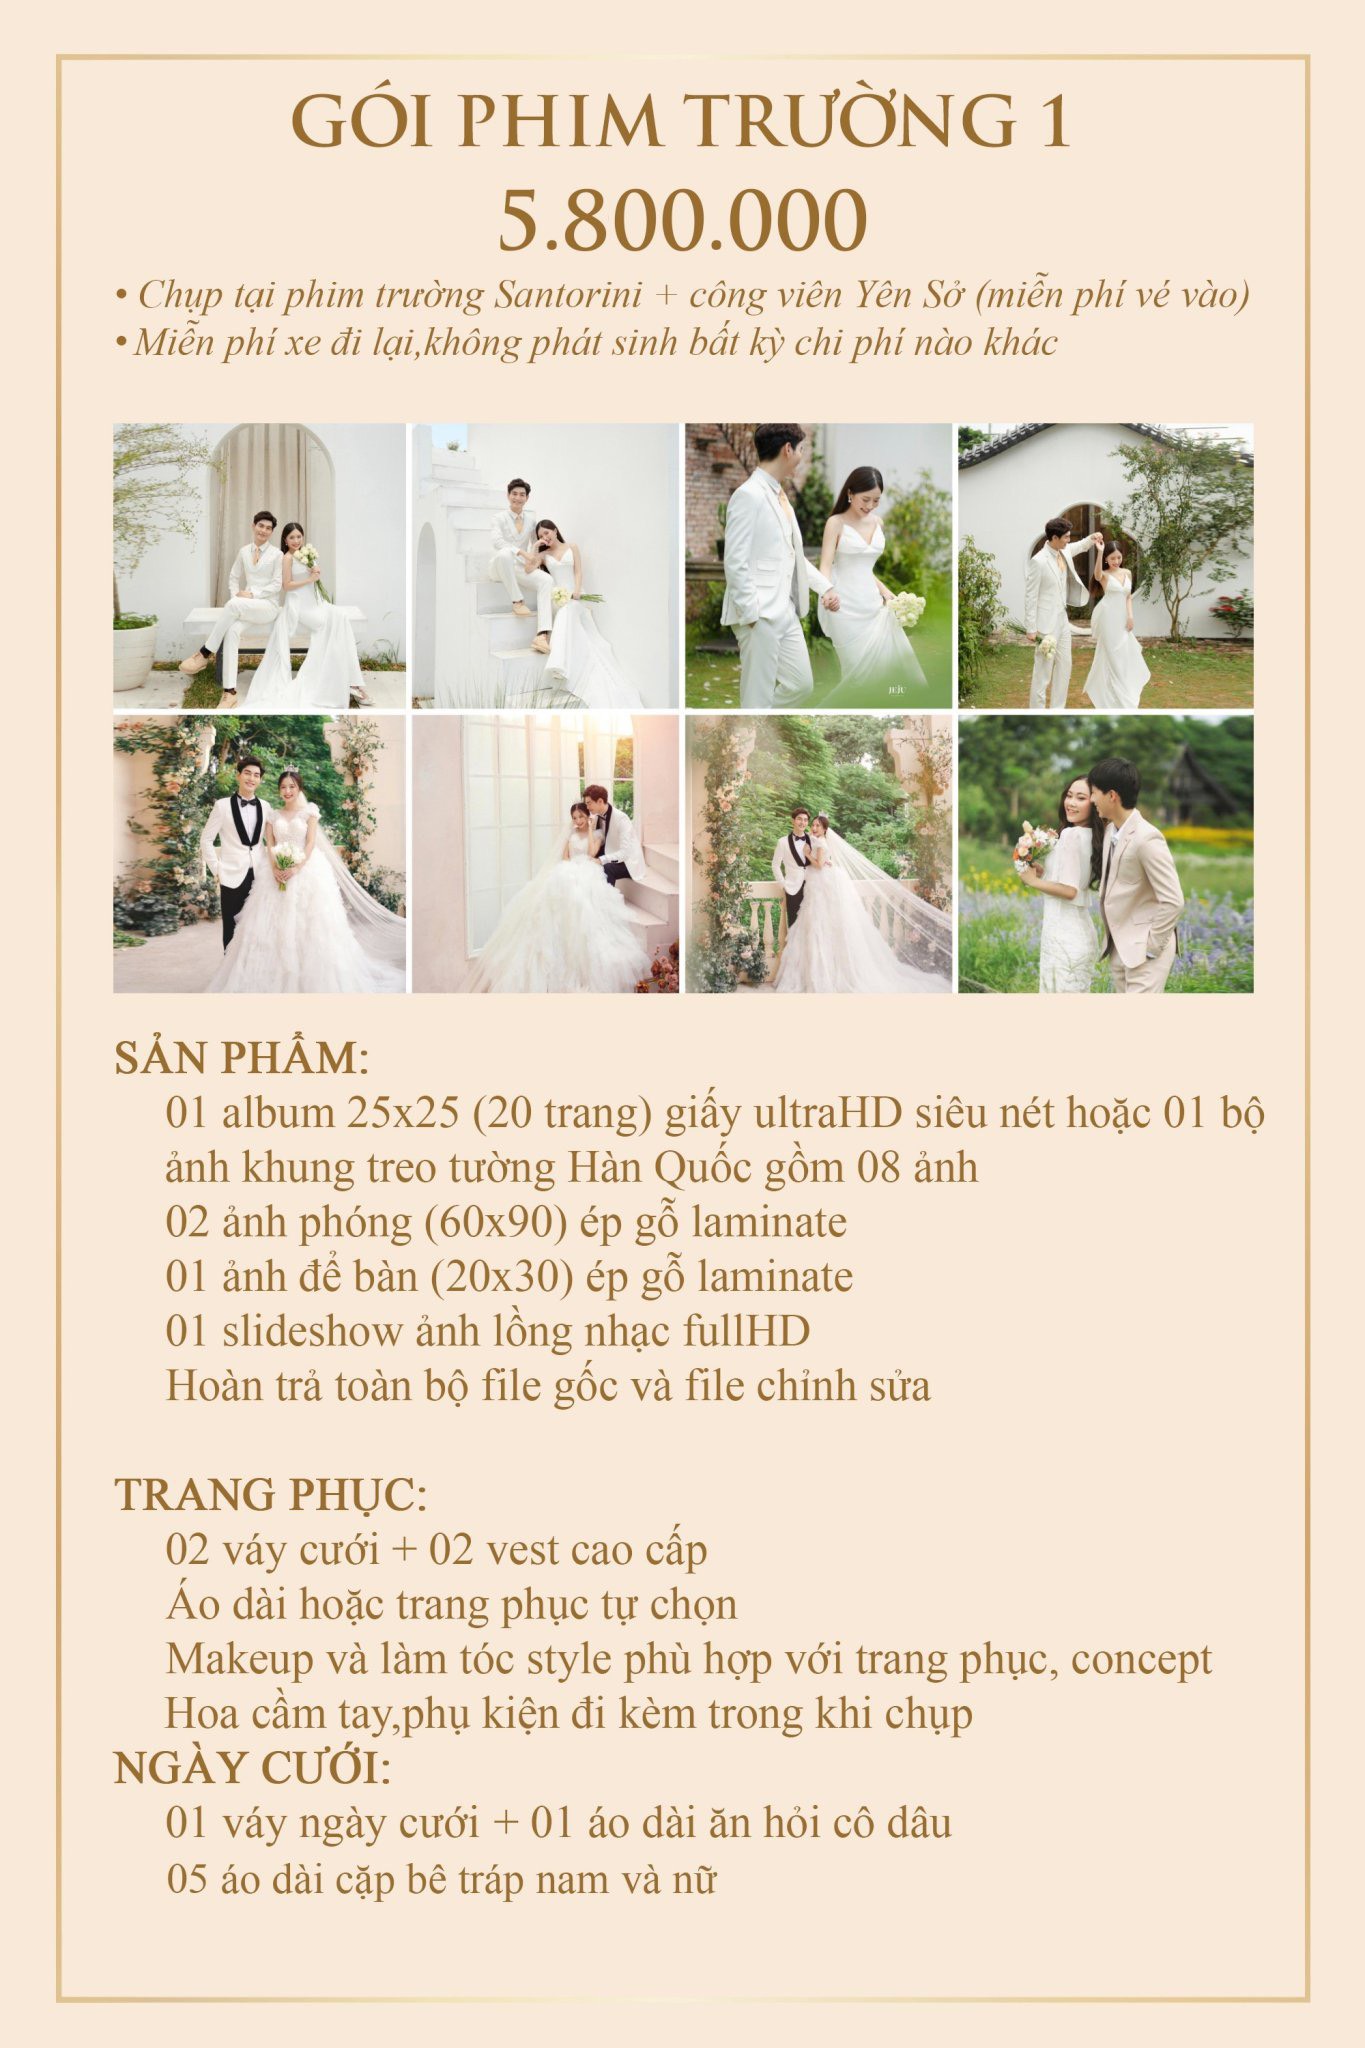 GÓI PHIM TRƯỜNG 1
5.800.000
• Chụp tại phim trường Santorini + công viên Yên Sở (miễn phí vé vào)
• Miễn phí xe đi lại,không phát sinh bất kỳ chi phí nào khác
JEJU
SẢN PHẨM:
01 album 25x25 (20 trang) giấy ultraHD siêu nét hoặc 01 bộ
ảnh khung treo tường Hàn Quốc gồm 08 ảnh
02 ảnh phóng (60x90) ép gỗ laminate
01 ảnh để bàn (20x30) ép gỗ laminate
01 slideshow ảnh lồng nhạc fullHD
Hoàn trả toàn bộ file gốc và file chỉnh sửa
TRANG PHỤC:
02 váy cưới + 02 vest cao cấp
Áo dài hoặc trang phục tự chọn
Makeup và làm tóc style phù hợp với trang phục, concept
Hoa cầm tay,phụ kiện đi kèm trong khi chụp
NGÀY CƯỚI:
01 váy ngày cưới + 01 áo dài ăn hỏi cô dâu
05 áo dài cặp bê tráp nam và nữ